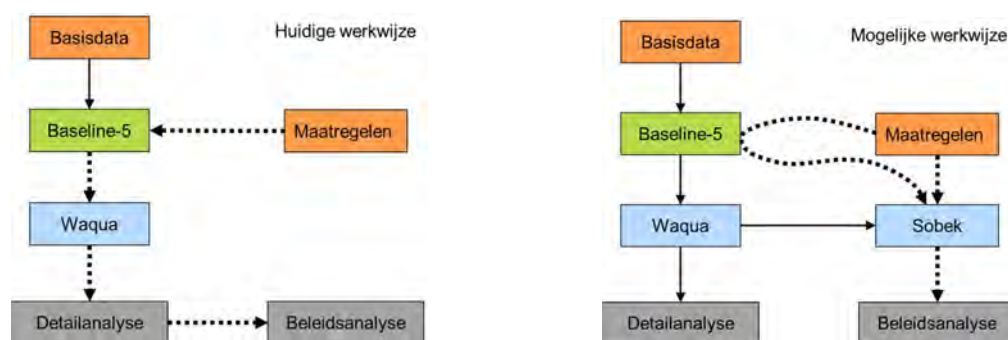 Huidige werkwijze
Basisdata
Baseline-5
Maatregelen
Waqua
Detailanalyse
Beleidsanalyse
Mogelijke werkwijze
Basisdata
Baseline-5
Maatregelen
Waqua
Sobek
Detailanalyse
Beleidsanalyse